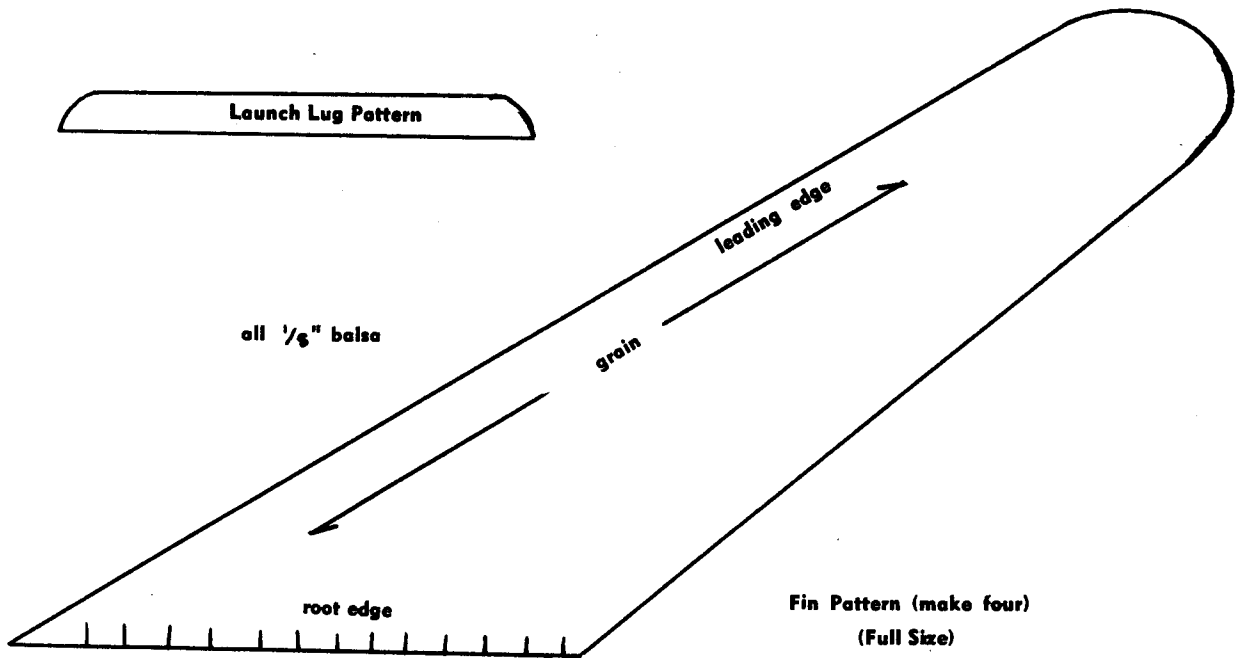 Launch Lug Pattern
leading edge
all 1/8" balsa
grain
root edge
Fin Pattern (make four)
(Full Size)